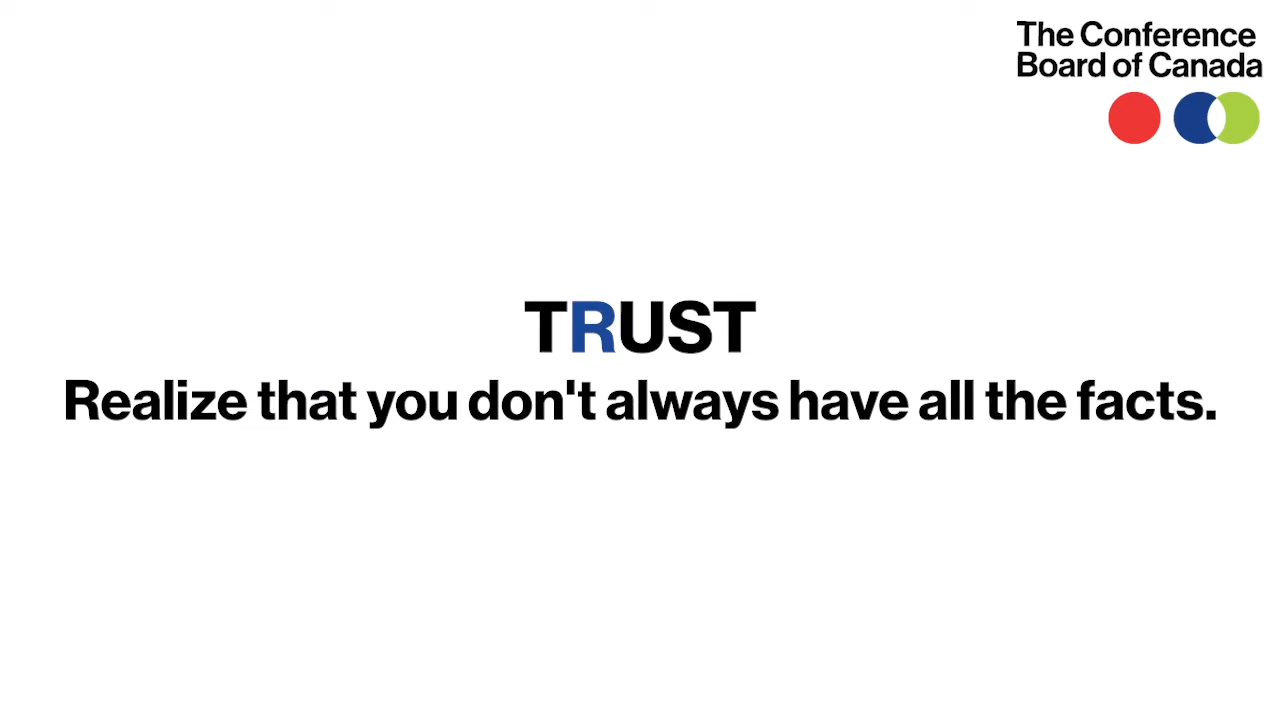 The Conference
Board of Canada
TRUST
Realize that you don't always have all the facts.